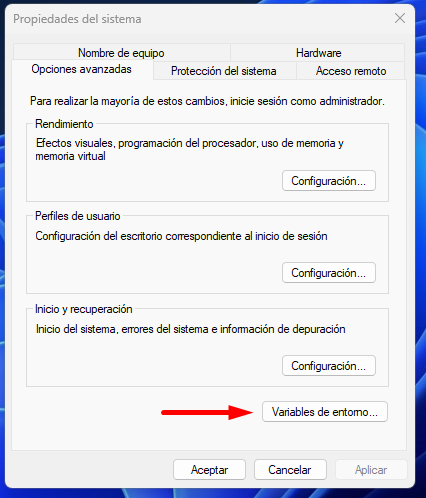 Propiedades del sistema
Nombre de equipo
Hardware
Opciones avanzadas
Protección del sistema
Acceso remoto
Para realizar la mayoría de estos cambios, inicie sesión como administrador.
Rendimiento
Efectos visuales, programación del procesador, uso de memoria y
memoria virtual
Configuración...
Perfiles de usuario
Configuración del escritorio correspondiente al inicio de sesión
Configuración...
Inicio y recuperación
Inicio del sistema, errores del sistema e información de depuración
Configuración...
Variables de entorno...
Aceptar
Cancelar
Aplicar